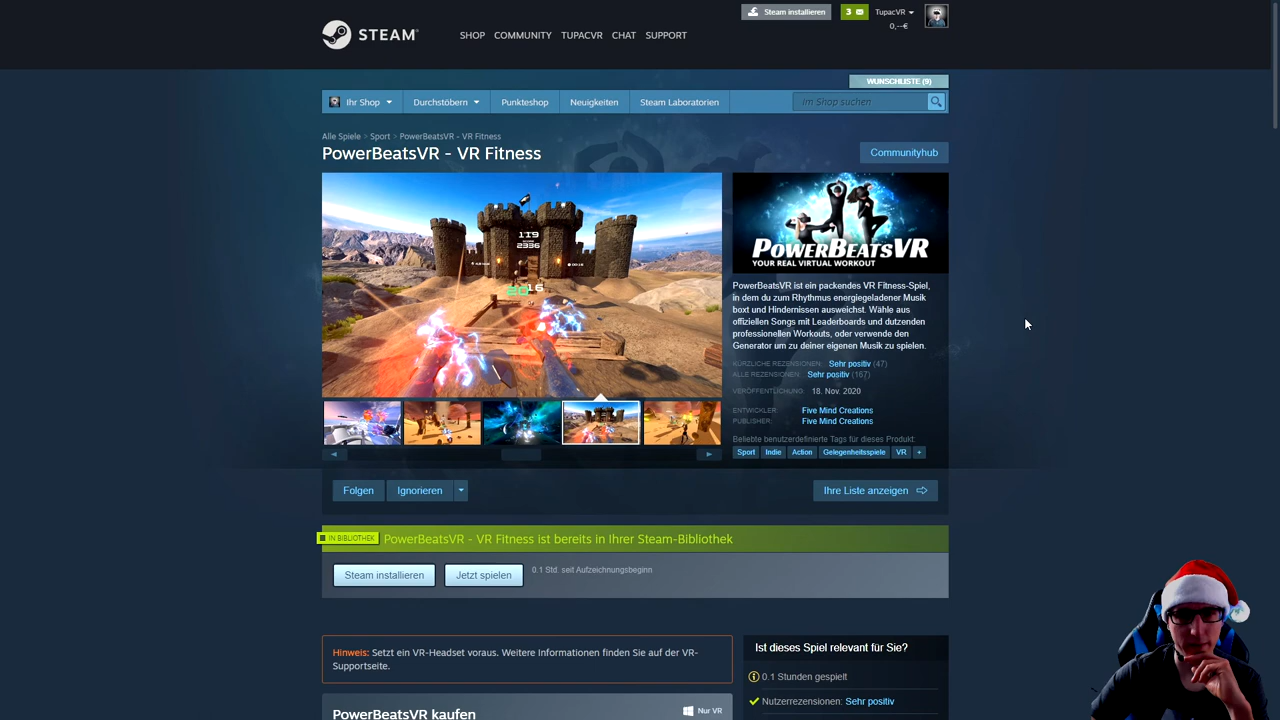 Steam installieren
3
TupacVR
0,--€
STEAM
SHOP COMMUNITY TUPACVR CHAT SUPPORT
WUNSCHLISTE (9)
Ihr Shop Durchstöbern Punkteshop Neuigkeiten Steam Laboratorien Im Shop suchen
Alle Spiele > Sport > PowerBeatsVR - VR Fitness
PowerBeatsVR - VR Fitness
Communityhub
119
SCORE
2336
POWERBEATSVR
YOUR REAL VIRTUAL WORKOUT
PowerBeatsVR ist ein packendes VR Fitness-Spiel,
in dem du zum Rhythmus energiegeladener Musik
boxt und Hindernissen ausweichst. Wähle aus
offiziellen Songs mit Leaderboards und dutzenden
professionellen Workouts, oder verwende den
Generator um zu deiner eigenen Musik zu spielen.
KÜRZLICHE REZENSIONEN: Sehr positiv (47)
ALLE REZENSIONEN: Sehr positiv (167)
VERÖFFENTLICHUNG: 18. Nov. 2020
ENTWICKLER: Five Mind Creations
PUBLISHER: Five Mind Creations
Beliebte benutzerdefinierte Tags für dieses Produkt:
Sport Indie Action Gelegenheitsspiele VR +
Folgen Ignorieren Ihre Liste anzeigen
IN BIBLIOTHEK PowerBeatsVR - VR Fitness ist bereits in Ihrer Steam-Bibliothek
Steam installieren Jetzt spielen 0.1 Std. seit Aufzeichnungsbeginn
Hinweis: Setzt ein VR-Headset voraus. Weitere Informationen finden Sie auf der VR-
Supportseite.
PowerBeatsVR kaufen Nur VR
Ist dieses Spiel relevant für Sie?
0.1 Stunden gespielt
Nutzerrezensionen: Sehr positiv